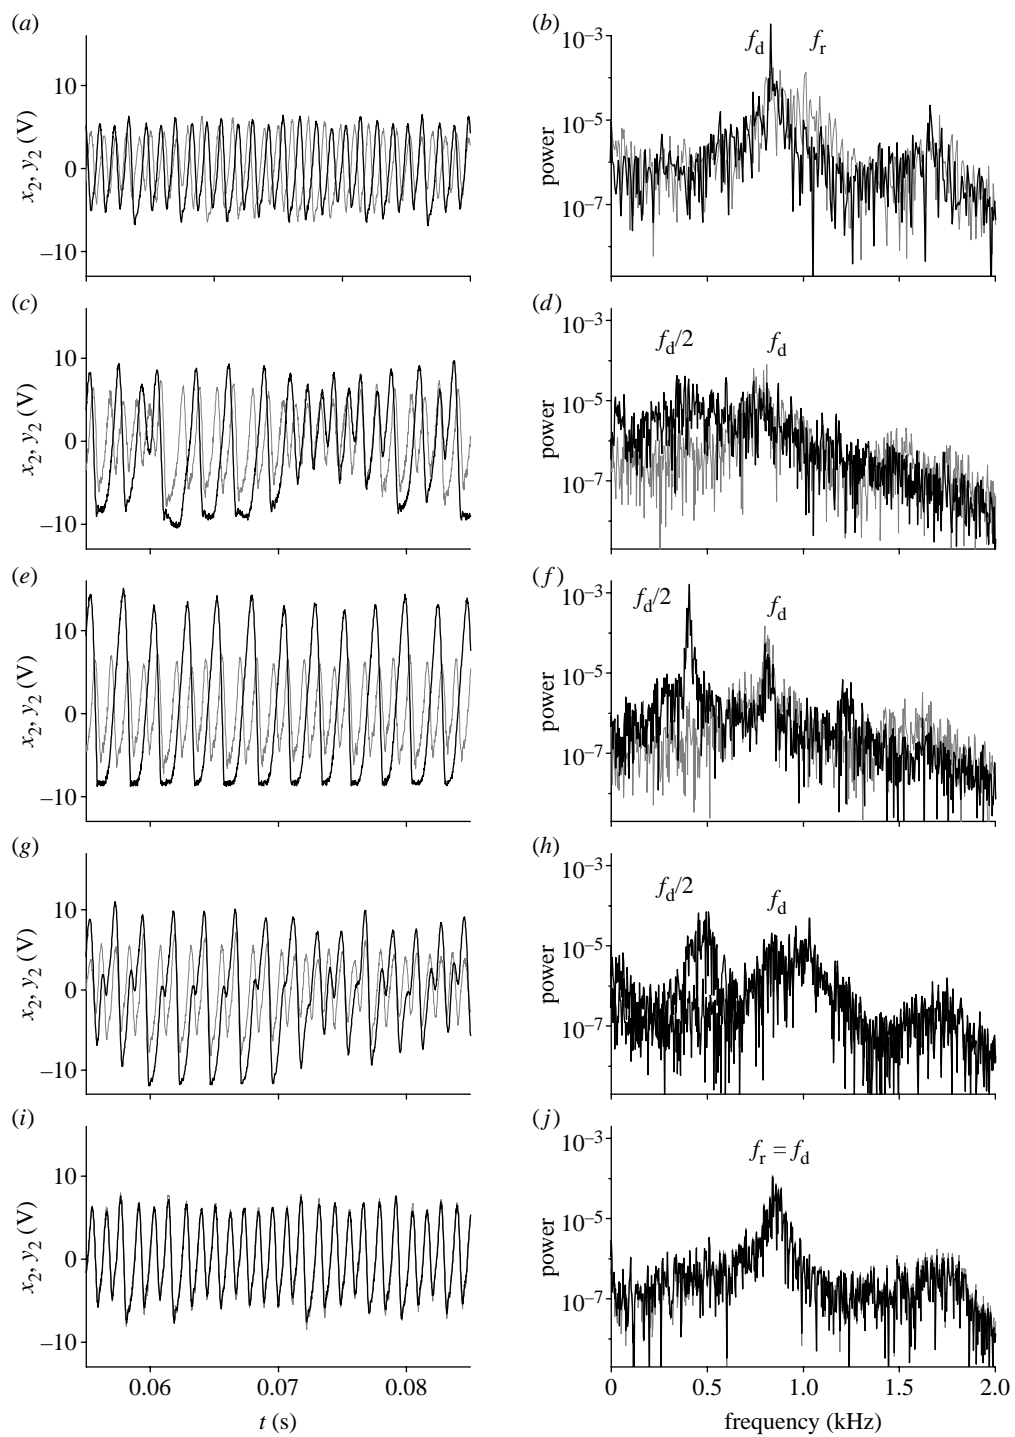 (a)
x2, y2 (V)
10
0
–10
(b)
power
10–3
10–5
10–7
fd
fr
(c)
x2, y2 (V)
10
0
–10
(d)
power
10–3
10–5
10–7
fd/2
fd
(e)
x2, y2 (V)
10
0
–10
(f)
power
10–3
10–5
10–7
fd/2
fd
(g)
x2, y2 (V)
10
0
–10
(h)
power
10–3
10–5
10–7
fd/2
fd
(i)
x2, y2 (V)
10
0
–10
0.06
0.07
0.08
t (s)
(j)
power
10–3
10–5
10–7
fr = fd
0
0.5
1.0
1.5
2.0
frequency (kHz)